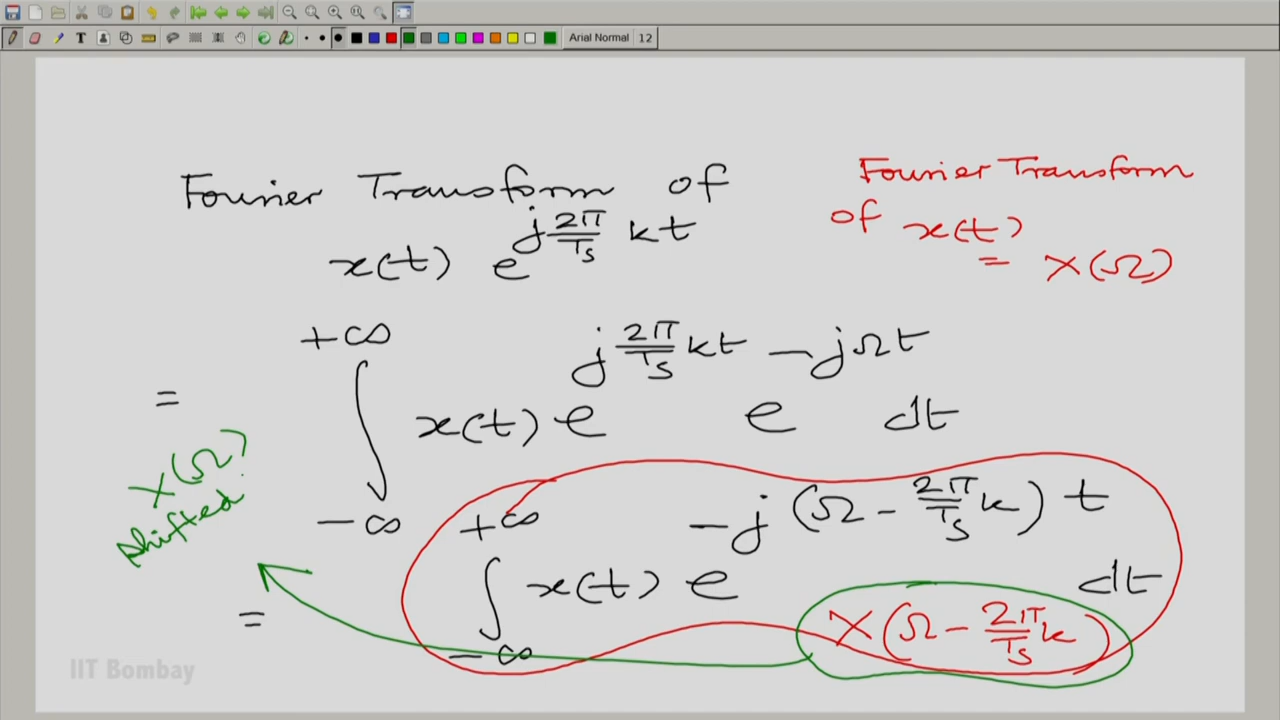 Arial Normal 12
Fourier Transform of
x(t) e^{j 2π/Ts kt}
Fourier Transform
of x(t)
= X(Ω)
= ∫_{-∞}^{+∞} x(t) e^{j 2π/Ts kt} e^{-jΩt} dt
X(Ω)
shifted.
= ∫_{-∞}^{+∞} x(t) e^{-j(Ω - 2π/Ts k)t} dt
X(Ω - 2π/Ts k)
IIT Bombay